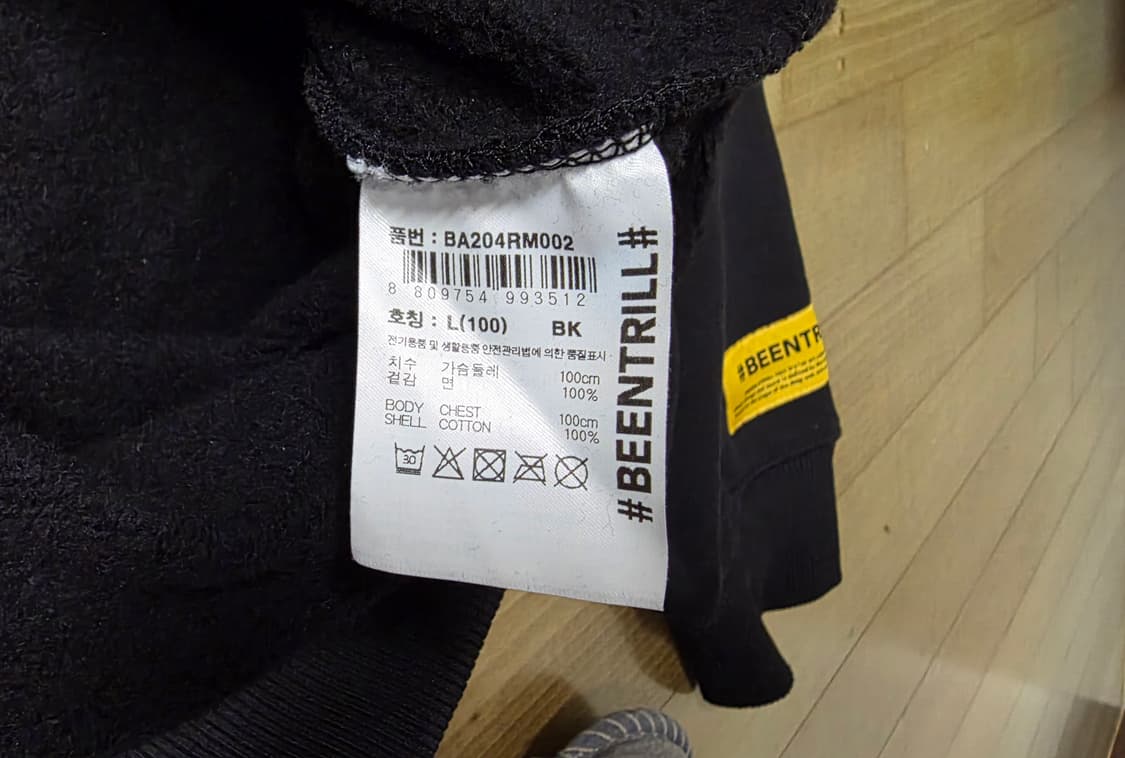 품번 : BA204RM002
8 809754 993512
호칭 : L(100) BK
전기용품 및 생활용품 안전관리법에 의한 품질표시
치수 가슴둘레 100cm
겉감 면 100%
BODY CHEST 100cm
SHELL COTTON 100%
30
#BEENTRILL#
#BEENTR